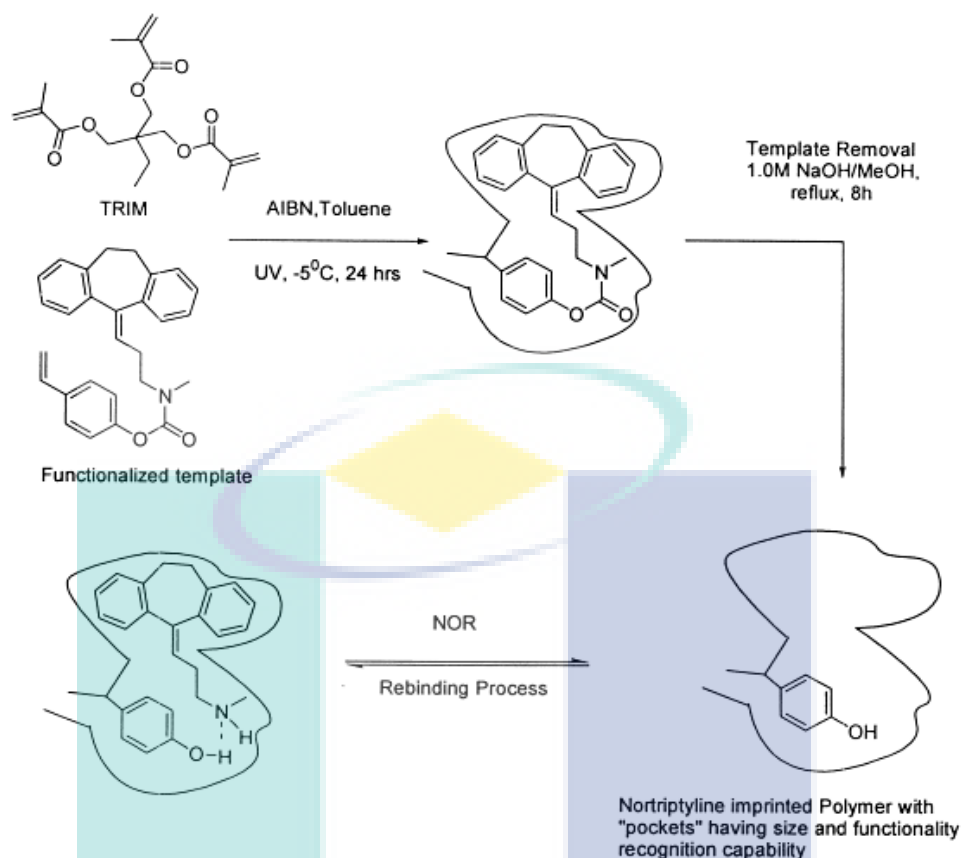 O
O
O
O
O
O
TRIM
AIBN,Toluene
UV, -5⁰C, 24 hrs
Template Removal
1.0M NaOH/MeOH,
reflux, 8h
N
O
O
N
O
O
Functionalized template
NOR
Rebinding Process
N
H
O-H
OH
Nortriptyline imprinted Polymer with
"pockets" having size and functionality
recognition capability